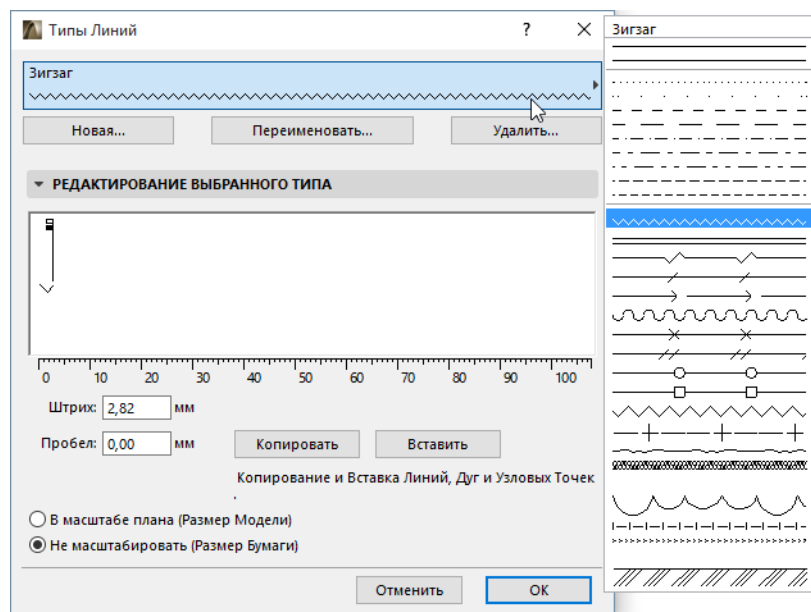 Типы Линий
?
Зигзаг
Новая... Переименовать... Удалить...
РЕДАКТИРОВАНИЕ ВЫБРАННОГО ТИПА
0 10 20 30 40 50 60 70 80 90 100
Штрих: 2,82 мм
Пробел: 0,00 мм
Копировать Вставить
Копирование и Вставка Линий, Дуг и Узловых Точек
.
В масштабе плана (Размер Модели)
Не масштабировать (Размер Бумаги)
Отменить OK
Зигзаг